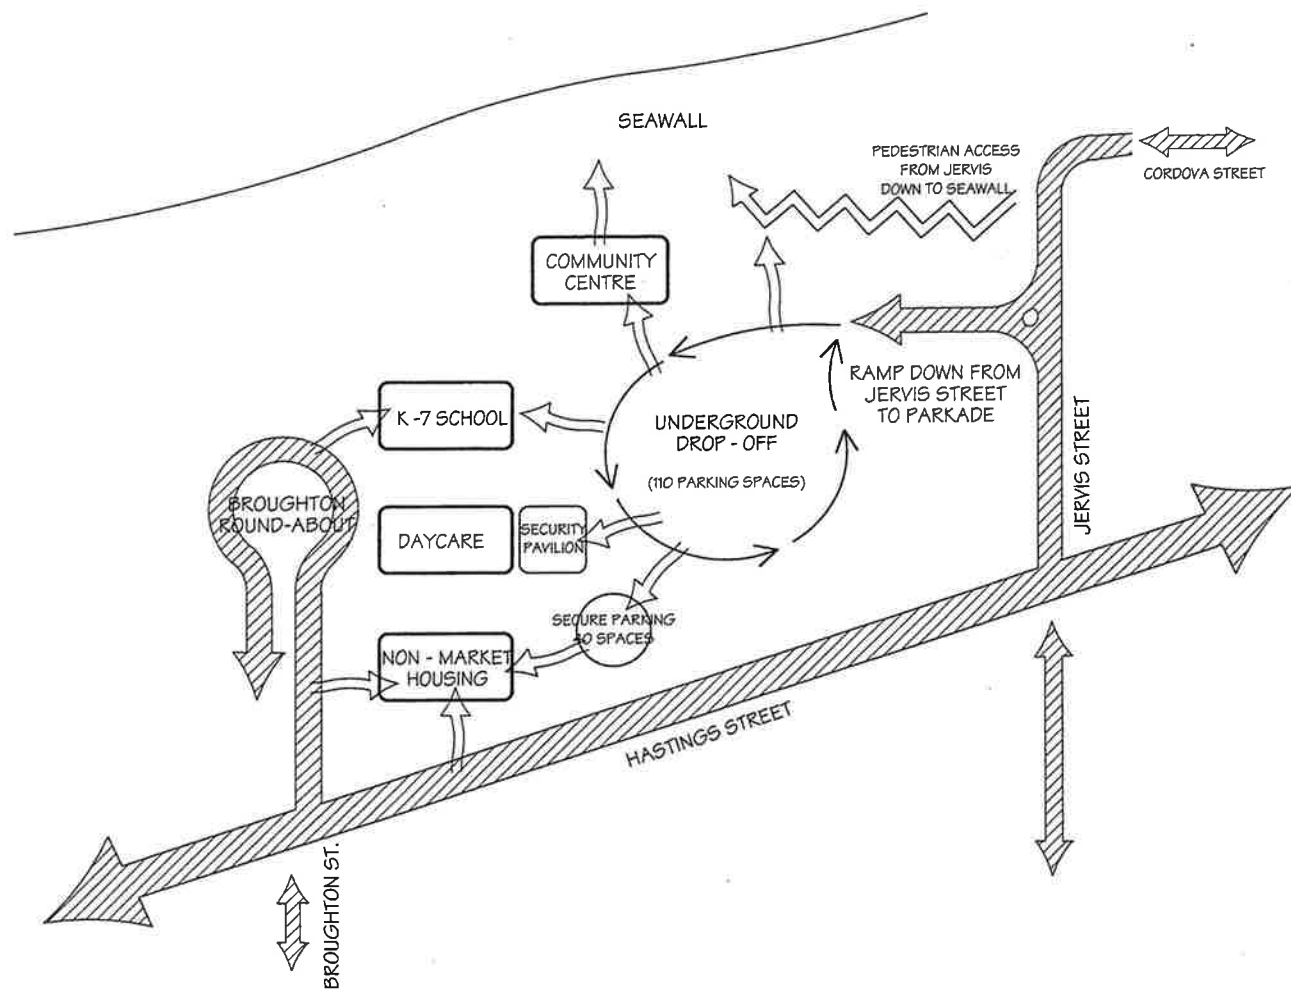 SEAWALL
PEDESTRIAN ACCESS
FROM JERVIS
DOWN TO SEAWALL
CORDOVA STREET
COMMUNITY
CENTRE
RAMP DOWN FROM
JERVIS STREET
TO PARKADE
K-7 SCHOOL
UNDERGROUND
DROP-OFF
(110 PARKING SPACES)
JERVIS STREET
BROUGHTON
ROUND-ABOUT
DAYCARE
SECURITY
PAVILION
SECURE PARKING
SPACES
NON-MARKET
HOUSING
HASTINGS STREET
BROUGHTON ST.